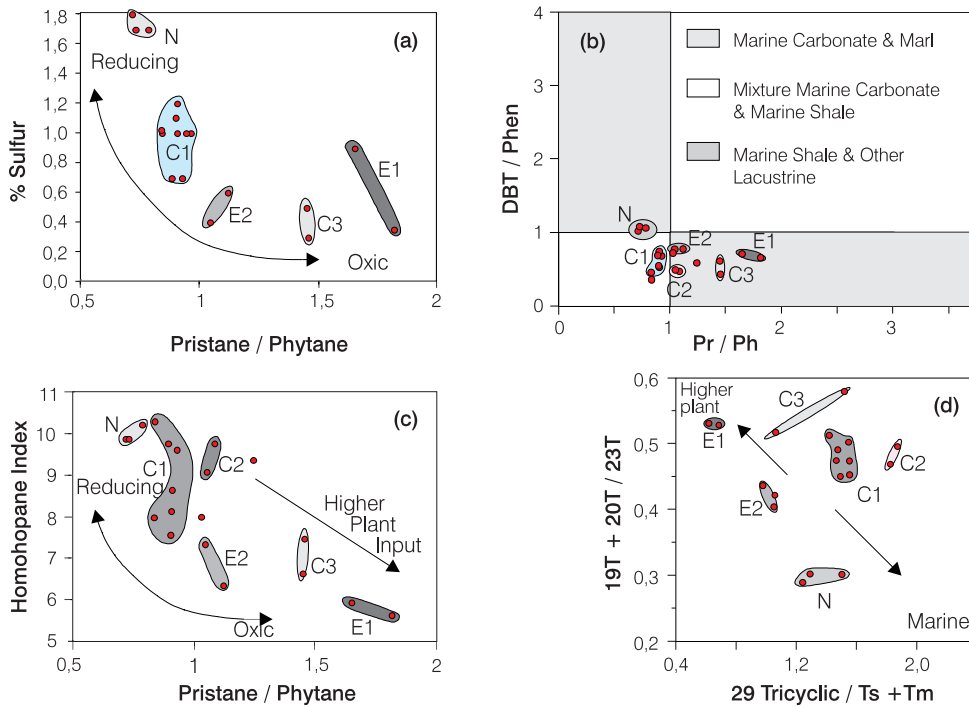 (a)
1,8
1,6
1,4
1,2
1,0
0,8
0,6
0,4
0,2
0,0
% Sulfur
N
Reducing
C1
E2
C3
E1
Oxic
0,5
1
1,5
2
Pristane / Phytane
(b)
4
3
2
1
0
DBT / Phen
Marine Carbonate & Marl
Mixture Marine Carbonate
& Marine Shale
Marine Shale & Other
Lacustrine
N
C1
E2
C2
C3
E1
0
1
2
3
Pr / Ph
(c)
11
10
9
8
7
6
5
Homohopane Index
N
C1
C2
Reducing
Higher
Plant
Input
E2
C3
E1
Oxic
0,5
1
1,5
2
Pristane / Phytane
(d)
0,6
0,4
0,2
19T + 20T / 23T
Higher
plant
E1
C3
C2
C1
E2
N
Marine
0,4
1,2
2,0
29 Tricyclic / Ts +Tm